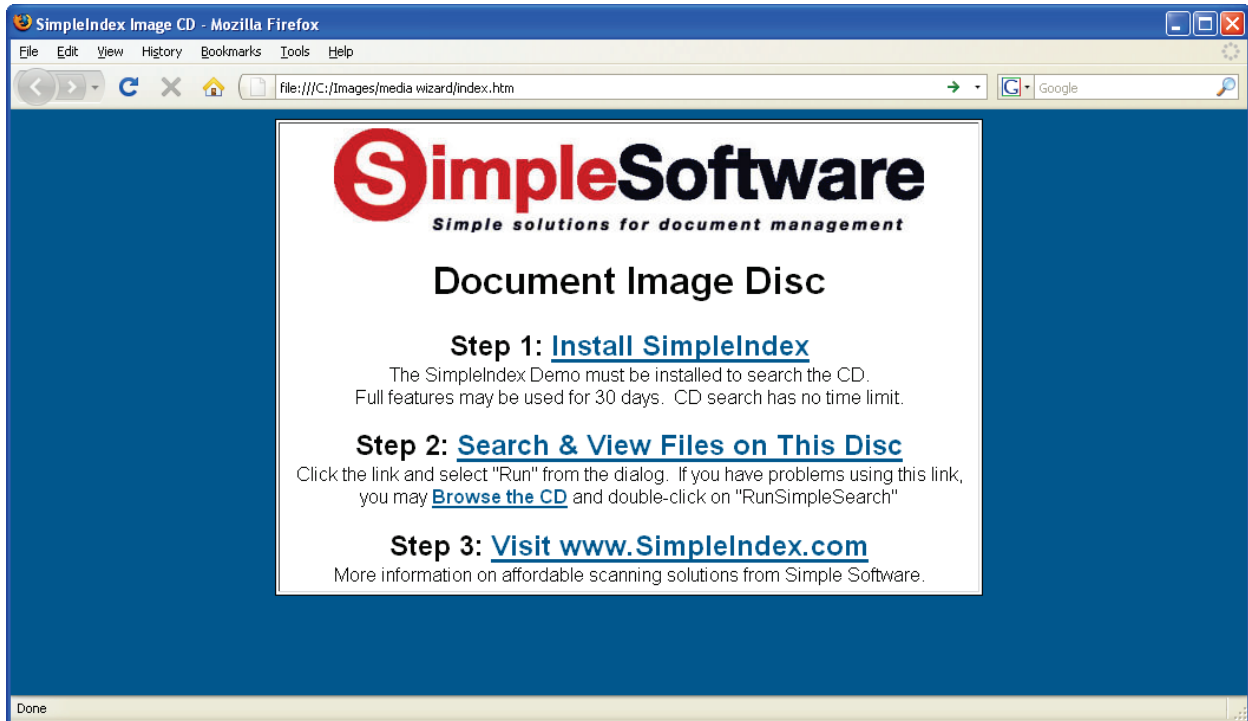 SimpleIndex Image CD - Mozilla Firefox
File Edit View History Bookmarks Tools Help
file:///C:/Images/media wizard/index.htm
G Google
SimpleSoftware
Simple solutions for document management
Document Image Disc
Step 1: Install SimpleIndex
The SimpleIndex Demo must be installed to search the CD.
Full features may be used for 30 days. CD search has no time limit.
Step 2: Search & View Files on This Disc
Click the link and select "Run" from the dialog. If you have problems using this link,
you may Browse the CD and double-click on "RunSimpleSearch"
Step 3: Visit www.SimpleIndex.com
More information on affordable scanning solutions from Simple Software.
Done